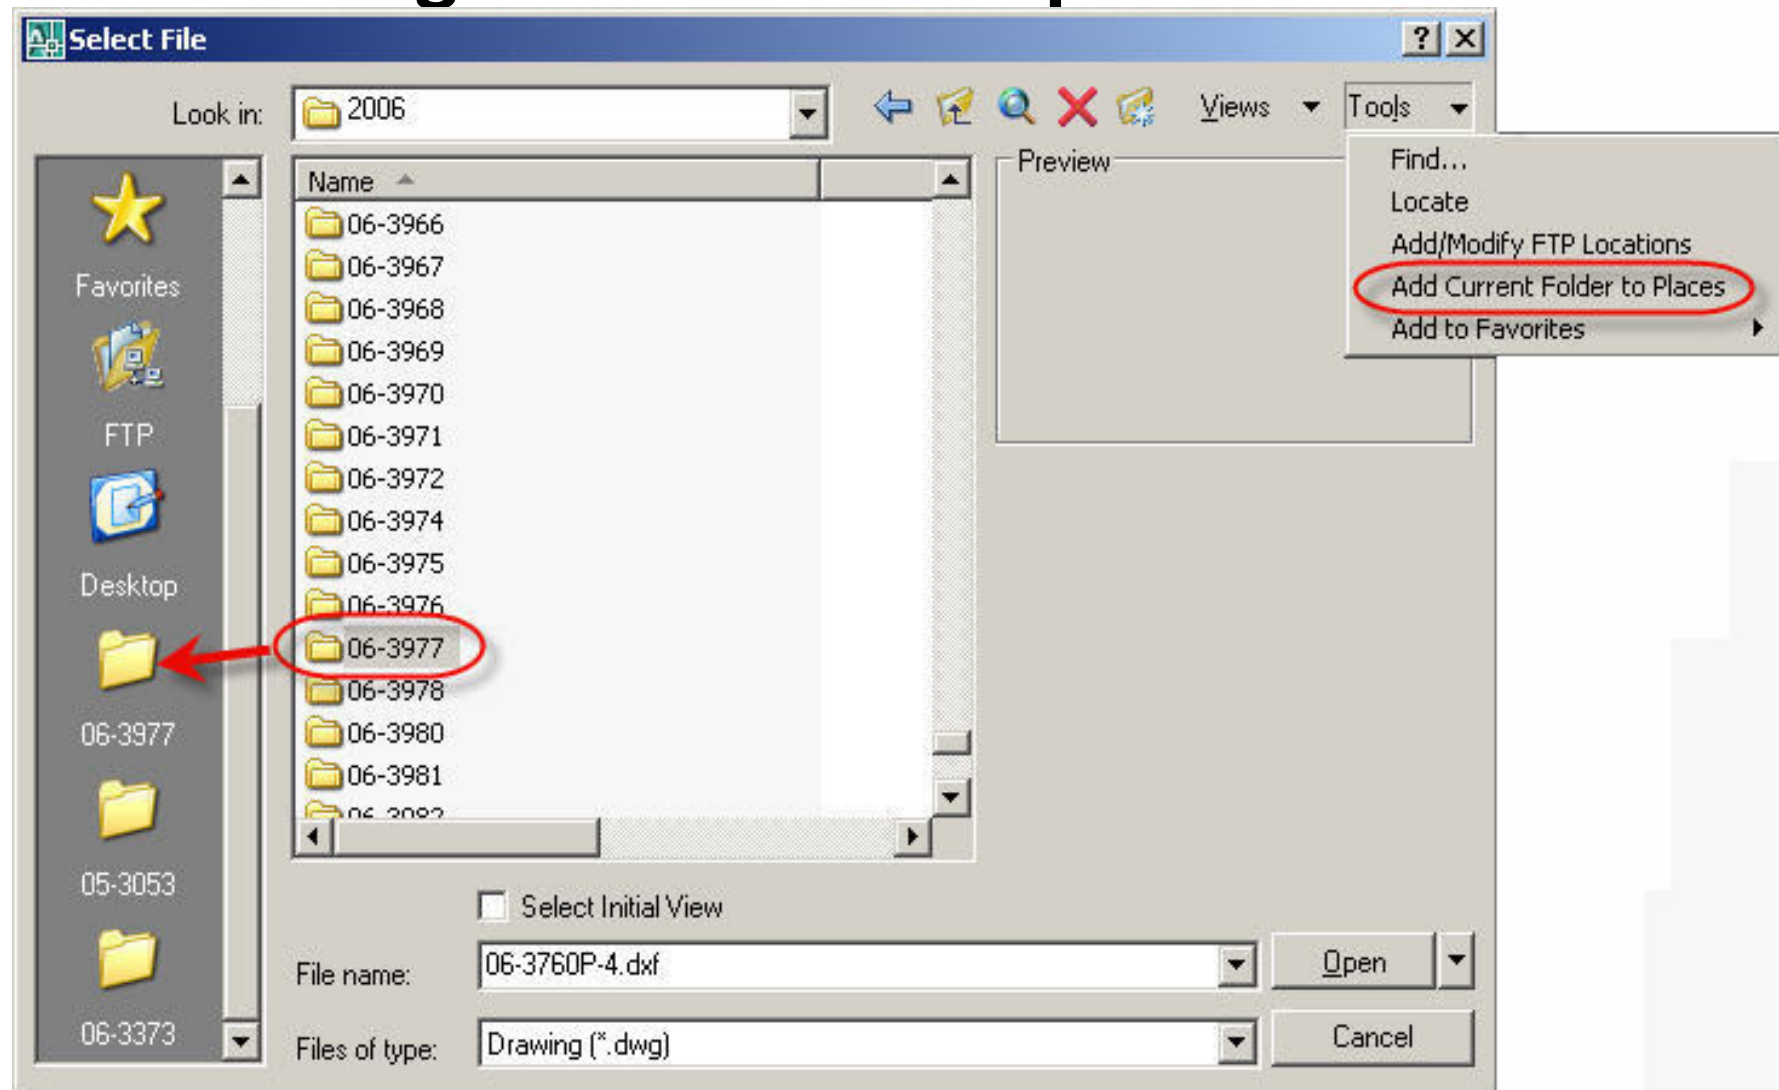 Select File
Look in:
2006
Views
Tools
Find...
Locate
Add/Modify FTP Locations
Add Current Folder to Places
Add to Favorites
Favorites
FTP
Desktop
06-3977
05-3053
06-3373
Name
06-3966
06-3967
06-3968
06-3969
06-3970
06-3971
06-3972
06-3974
06-3975
06-3976
06-3977
06-3978
06-3980
06-3981
Preview
Select Initial View
File name:
06-3760P-4.dxf
Open
Files of type:
Drawing (*.dwg)
Cancel